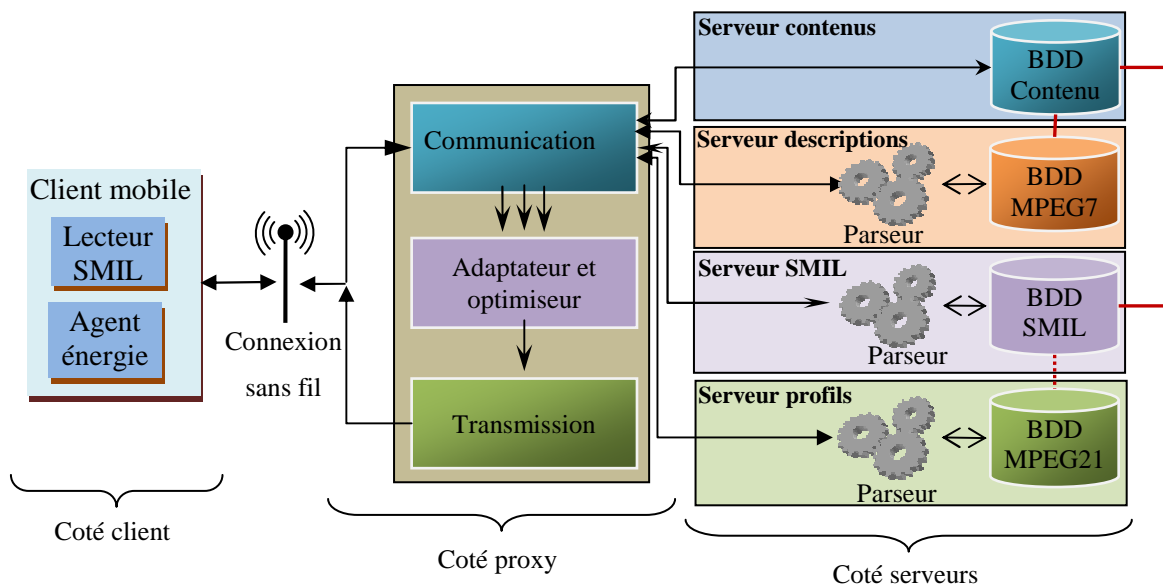 Client mobile
Lecteur
SMIL
Agent
énergie
Connexion
sans fil
Communication
Adaptateur et
optimiseur
Transmission
Serveur contenus
BDD
Contenu
Serveur descriptions
Parseur
BDD
MPEG7
Serveur SMIL
Parseur
BDD
SMIL
Serveur profils
Parseur
BDD
MPEG21
Coté client
Coté proxy
Coté serveurs